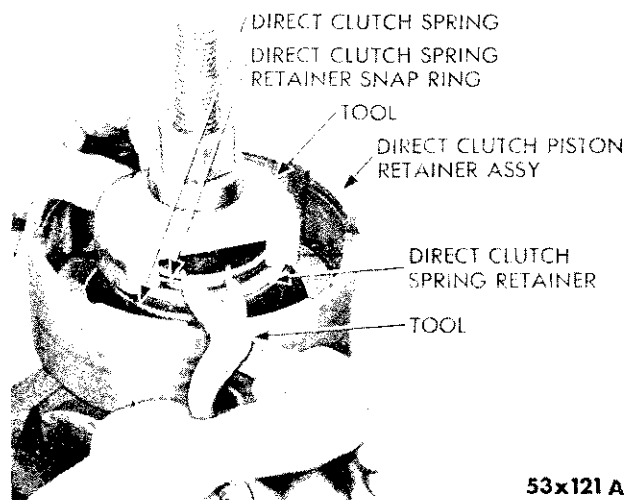 DIRECT CLUTCH SPRING
DIRECT CLUTCH SPRING
RETAINER SNAP RING
TOOL
DIRECT CLUTCH PISTON
RETAINER ASSY
DIRECT CLUTCH
SPRING RETAINER
TOOL
53x121 A